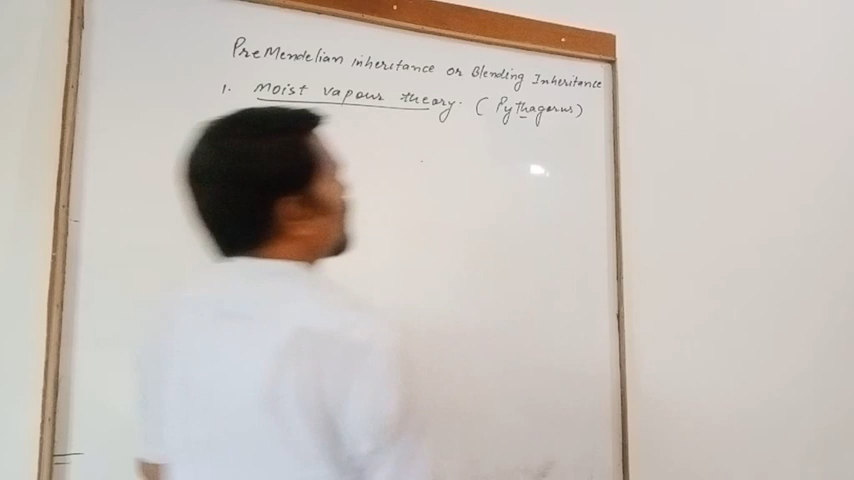 PreMendelian inheritance or Blending Inheritance
1. Moist vapour theory. (Pythagorus)